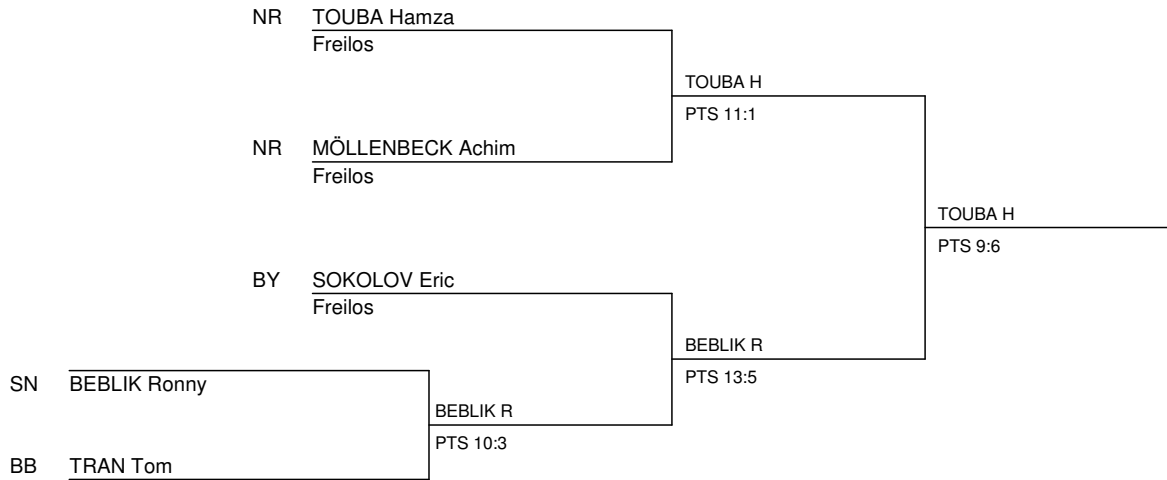 NR TOUBA Hamza
Freilos
TOUBA H
PTS 11:1
NR MÖLLENBECK Achim
Freilos
TOUBA H
PTS 9:6
BY SOKOLOV Eric
Freilos
BEBLIK R
PTS 13:5
SN BEBLIK Ronny
BEBLIK R
PTS 10:3
BB TRAN Tom